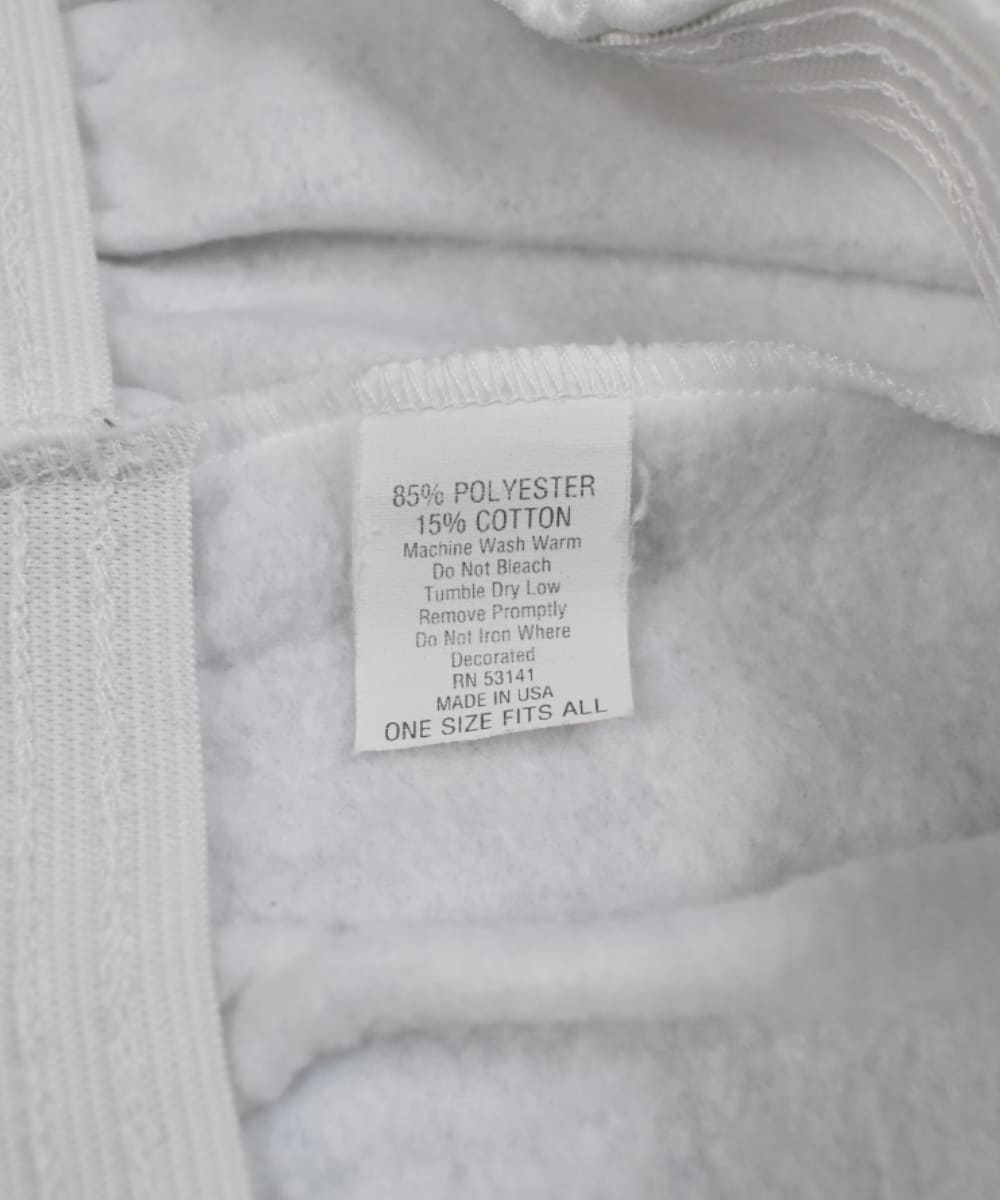 85% POLYESTER
15% COTTON
Machine Wash Warm
Do Not Bleach
Tumble Dry Low
Remove Promptly
Do Not Iron Where
Decorated
RN 53141
MADE IN USA
ONE SIZE FITS ALL